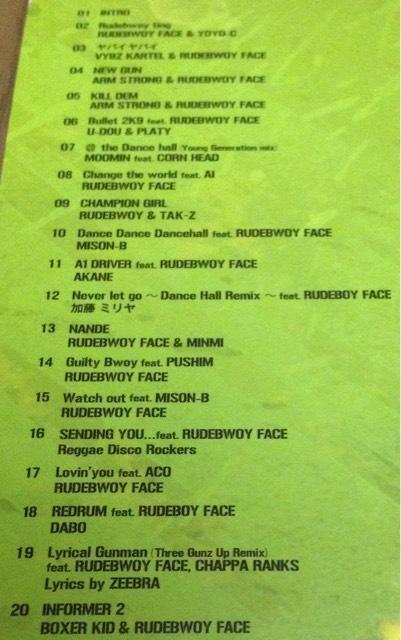 01 INTRO
02 Rudebwoy ting
RUDEBWOY FACE & YOYO-C
03 ヤバイヤバイ
VYBZ KARTEL & RUDEBWOY FACE
04 NEW GUN
ARM STRONG & RUDEBWOY FACE
05 KILL DEM
ARM STRONG & RUDEBWOY FACE
06 Bullet 2K9 feat. RUDEBWOY FACE
U-DOU & PLATY
07 @ the Dance hall (Young Generation mix)
MOOMIN feat. CORN HEAD
08 Change the world feat. AI
RUDEBWOY FACE
09 CHAMPION GIRL
RUDEBWOY & TAK-Z
10 Dance Dance Dancehall feat. RUDEBWOY FACE
MISON-B
11 A1 DRIVER feat. RUDEBWOY FACE
AKANE
12 Never let go ～ Dance Hall Remix ～ feat. RUDEBOY FACE
加藤 ミリヤ
13 NANDE
RUDEBWOY FACE & MINMI
14 Guilty Bwoy feat. PUSHIM
RUDEBWOY FACE
15 Watch out feat. MISON-B
RUDEBWOY FACE
16 SENDING YOU...feat. RUDEBWOY FACE
Reggae Disco Rockers
17 Lovin'you feat. ACO
RUDEBWOY FACE
18 REDRUM feat. RUDEBOY FACE
DABO
19 Lyrical Gunman (Three Gunz Up Remix)
feat. RUDEBWOY FACE, CHAPPA RANKS
Lyrics by ZEEBRA
20 INFORMER 2
BOXER KID & RUDEBWOY FACE